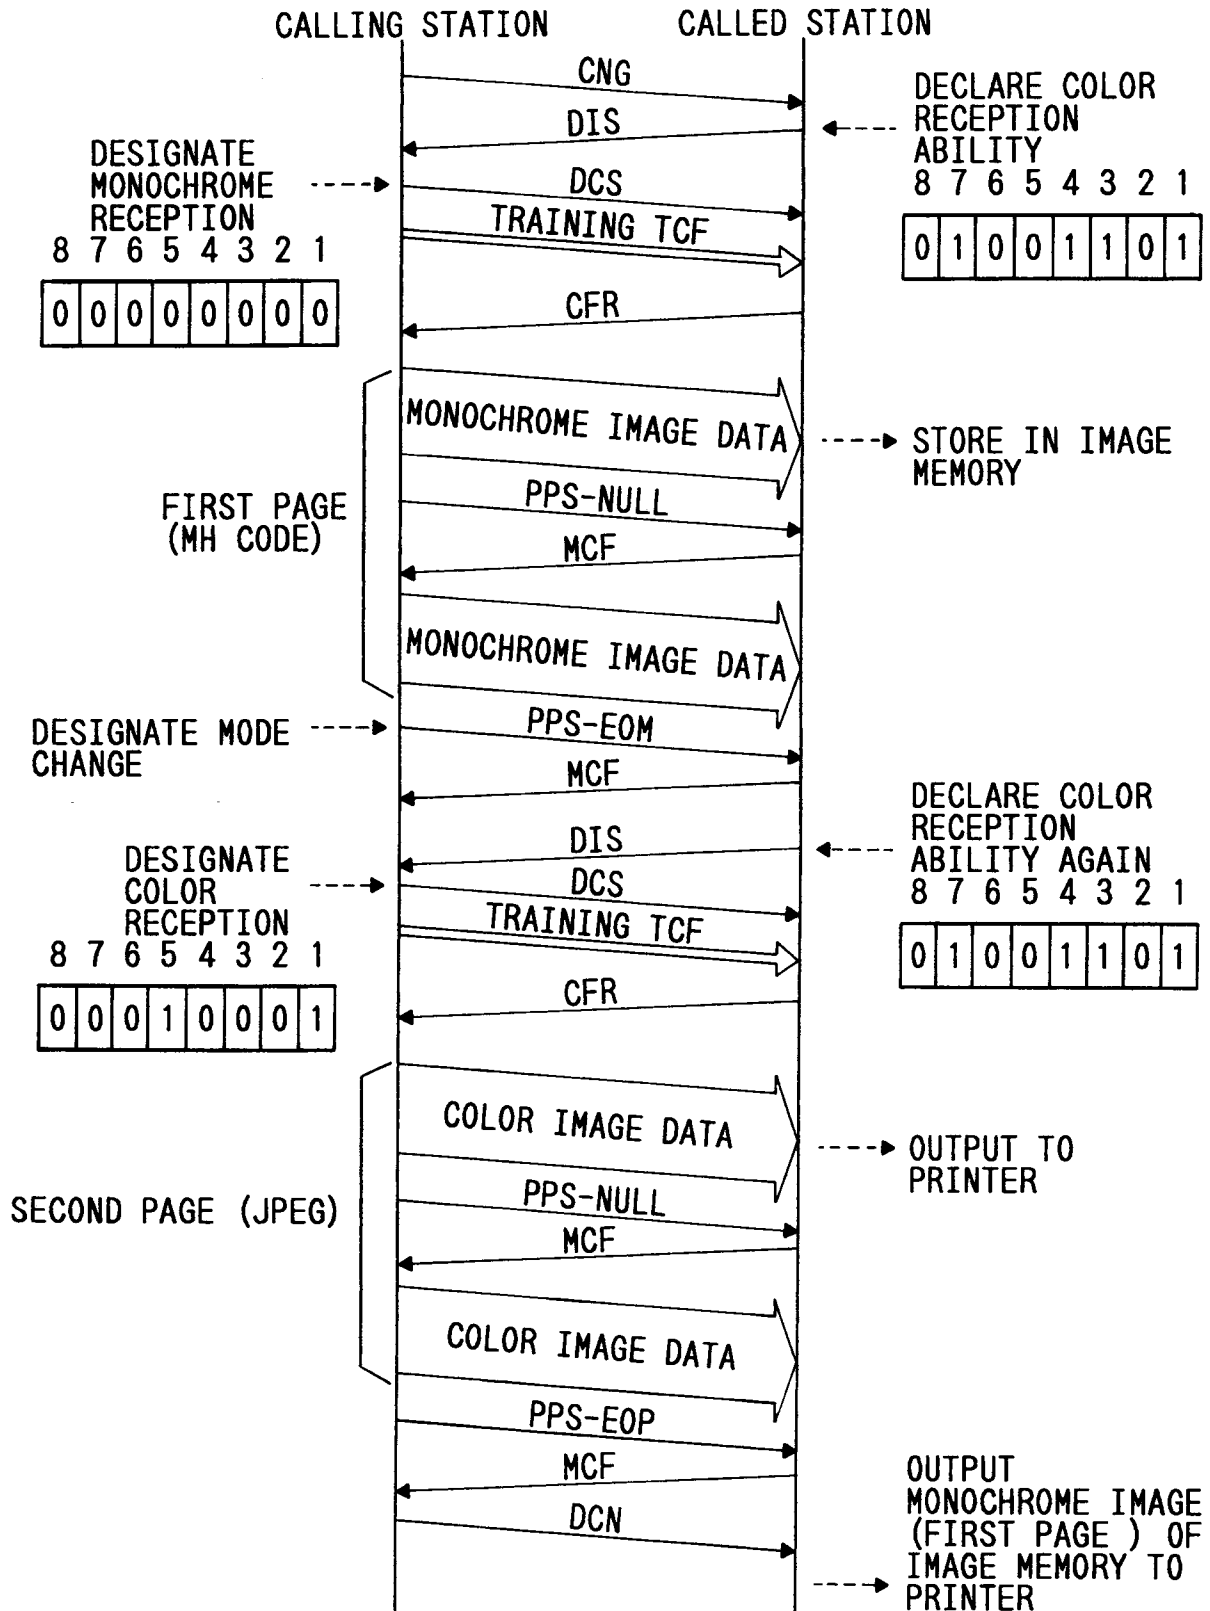 CALLING STATION
CALLED STATION
CNG
DECLARE COLOR
RECEPTION
ABILITY
8 7 6 5 4 3 2 1
0 1 0 0 1 1 0 1
DIS
DESIGNATE
MONOCHROME
RECEPTION
8 7 6 5 4 3 2 1
0 0 0 0 0 0 0 0
DCS
TRAINING TCF
CFR
MONOCHROME IMAGE DATA
STORE IN IMAGE
MEMORY
FIRST PAGE
(MH CODE)
PPS-NULL
MCF
MONOCHROME IMAGE DATA
DESIGNATE MODE
CHANGE
PPS-EOM
MCF
DECLARE COLOR
RECEPTION
ABILITY AGAIN
8 7 6 5 4 3 2 1
0 1 0 0 1 1 0 1
DIS
DESIGNATE
COLOR
RECEPTION
8 7 6 5 4 3 2 1
0 0 0 1 0 0 0 1
DCS
TRAINING TCF
CFR
COLOR IMAGE DATA
OUTPUT TO
PRINTER
SECOND PAGE (JPEG)
PPS-NULL
MCF
COLOR IMAGE DATA
PPS-EOP
MCF
DCN
OUTPUT
MONOCHROME IMAGE
(FIRST PAGE ) OF
IMAGE MEMORY TO
PRINTER